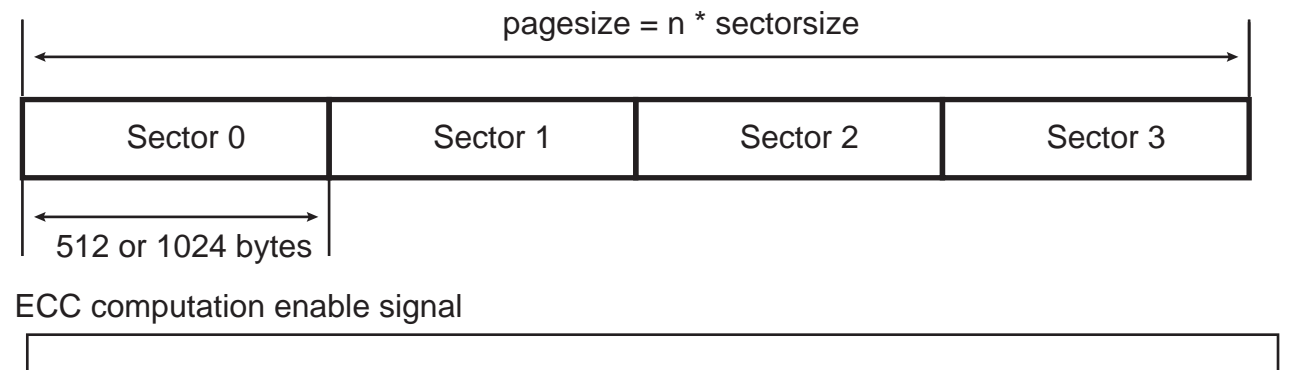 pagesize = n * sectorsize
Sector 0 Sector 1 Sector 2 Sector 3
512 or 1024 bytes
ECC computation enable signal